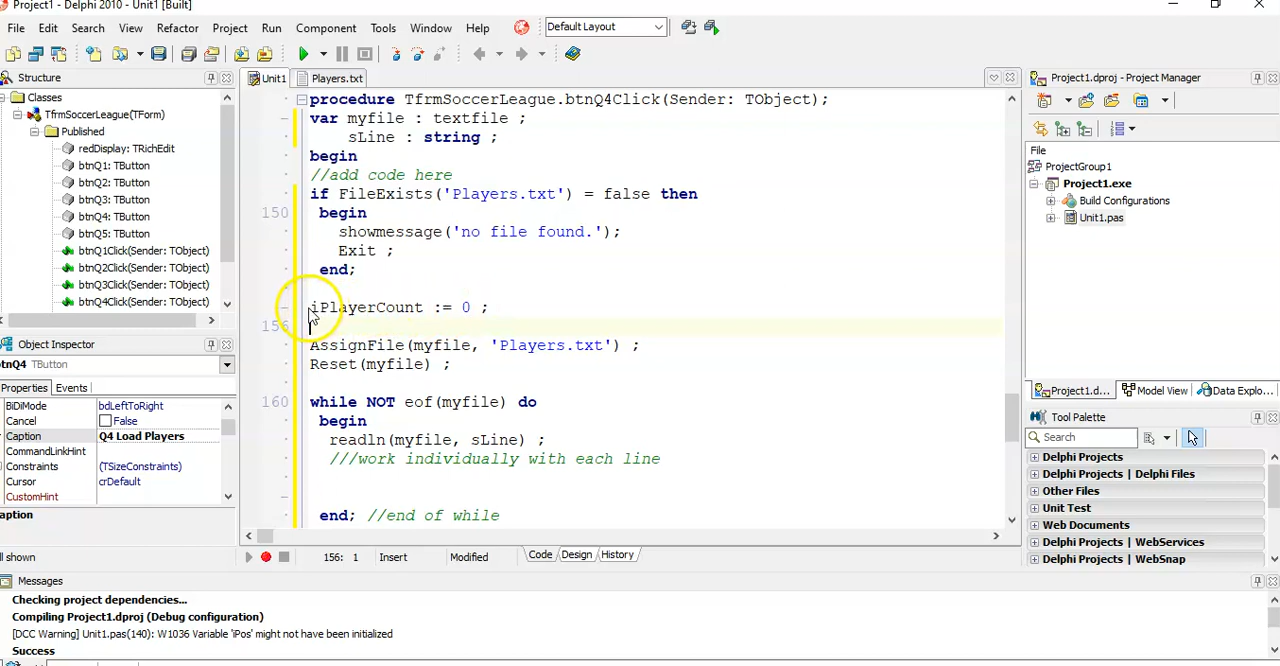 Project1 - Delphi 2010 - Unit1 [Built]
File Edit Search View Refactor Project Run Component Tools Window Help Default Layout
Structure
Classes
TfrmSoccerLeague(TForm)
Published
redDisplay: TRichEdit
btnQ1: TButton
btnQ2: TButton
btnQ3: TButton
btnQ4: TButton
btnQ5: TButton
btnQ1Click(Sender: TObject)
btnQ2Click(Sender: TObject)
btnQ3Click(Sender: TObject)
btnQ4Click(Sender: TObject)
Object Inspector
btnQ4 TButton
Properties Events
BiDiMode bdLeftToRight
Cancel False
Caption Q4 Load Players
CommandLinkHint
Constraints (TSizeConstraints)
Cursor crDefault
CustomHint
aption
ll shown
Unit1 Players.txt
procedure TfrmSoccerLeague.btnQ4Click(Sender: TObject);
var myfile : textfile ;
sLine : string ;
begin
//add code here
if FileExists('Players.txt') = false then
150 begin
showmessage('no file found.');
Exit ;
end;
iPlayerCount := 0 ;
156
AssignFile(myfile, 'Players.txt') ;
Reset(myfile) ;
160 while NOT eof(myfile) do
begin
readln(myfile, sLine) ;
///work individually with each line
end; //end of while
156: 1 Insert Modified Code Design History
Project1.dproj - Project Manager
File
ProjectGroup1
Project1.exe
Build Configurations
Unit1.pas
Project1.d... Model View Data Explo...
Tool Palette
Search
Delphi Projects
Delphi Projects | Delphi Files
Other Files
Unit Test
Web Documents
Delphi Projects | WebServices
Delphi Projects | WebSnap
Messages
Checking project dependencies...
Compiling Project1.dproj (Debug configuration)
[DCC Warning] Unit1.pas(140): W1036 Variable 'iPos' might not have been initialized
Success